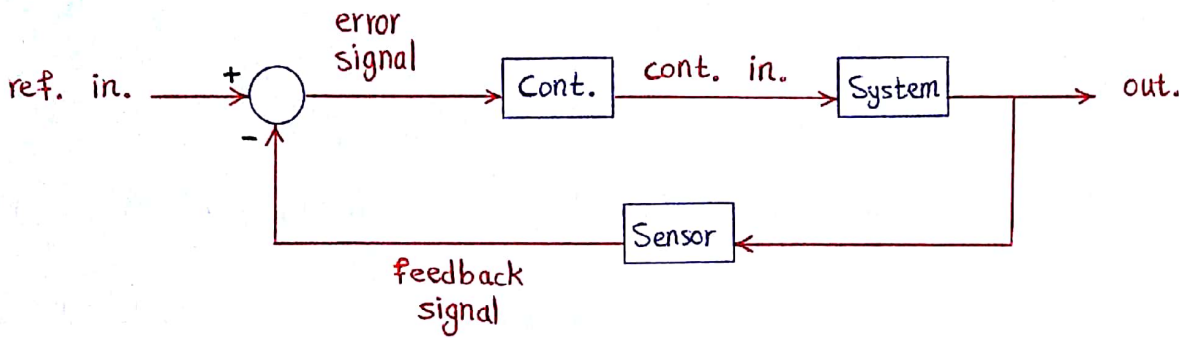 error
signal
ref. in.
+
Cont.
cont. in.
System
out.
-
Sensor
feedback
signal